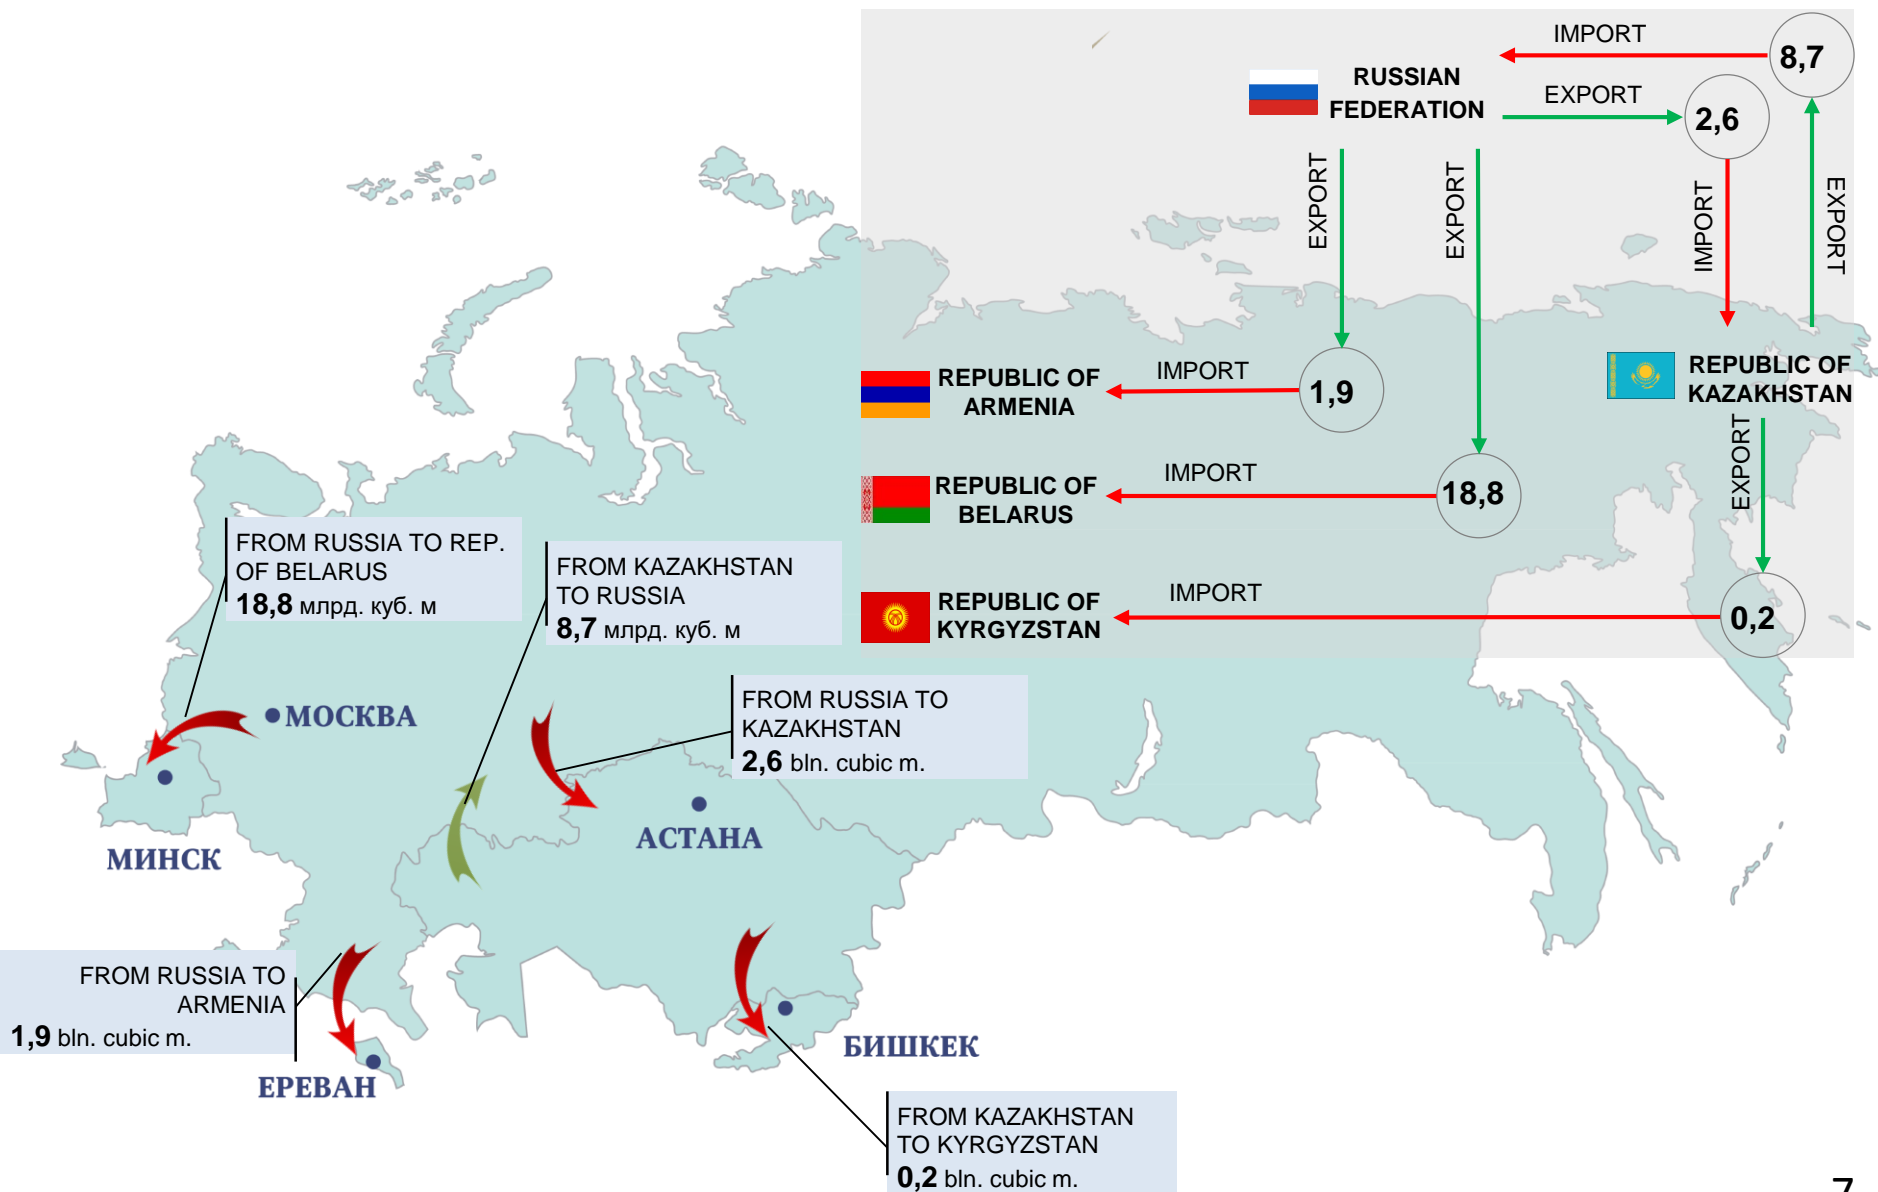 IMPORT
8,7
RUSSIAN
FEDERATION
EXPORT
2,6
EXPORT
EXPORT
IMPORT
EXPORT
REPUBLIC OF
ARMENIA
IMPORT
1,9
REPUBLIC OF
KAZAKHSTAN
REPUBLIC OF
BELARUS
IMPORT
18,8
EXPORT
REPUBLIC OF
KYRGYZSTAN
IMPORT
0,2
FROM RUSSIA TO REP.
OF BELARUS
18,8 млрд. куб. м
FROM KAZAKHSTAN
TO RUSSIA
8,7 млрд. куб. м
FROM RUSSIA TO
KAZAKHSTAN
2,6 bln. cubic m.
МОСКВА
МИНСК
АСТАНА
FROM RUSSIA TO
ARMENIA
1,9 bln. cubic m.
ЕРЕВАН
БИШКЕК
FROM KAZAKHSTAN
TO KYRGYZSTAN
0,2 bln. cubic m.
7